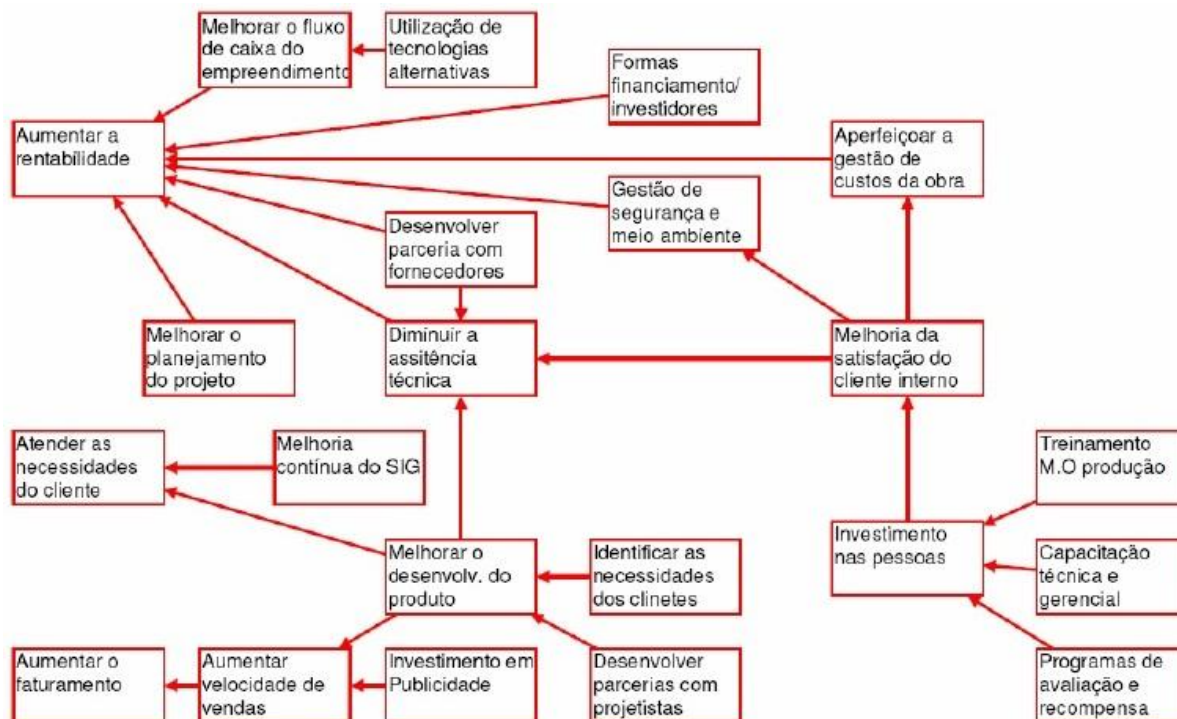 Melhorar o fluxo
de caixa do
empreendimento
Utilização de
tecnologias
alternativas
Formas
financiamento/
investidores
Aumentar a
rentabilidade
Aperfeiçoar a
gestão de
custos da obra
Gestão de
segurança e
meio ambiente
Desenvolver
parceria com
fornecedores
Melhorar o
planejamento
do projeto
Diminuir a
assitência
técnica
Melhoria da
satisfação do
cliente interno
Atender as
necessidades
do cliente
Melhoria
contínua do SIG
Treinamento
M.O produção
Melhorar o
desenvolv. do
produto
Identificar as
necessidades
dos clinetes
Investimento
nas pessoas
Capacitação
técnica e
gerencial
Aumentar o
faturamento
Aumentar
velocidade de
vendas
Investimento em
Publicidade
Desenvolver
parcerias com
projetistas
Programas de
avaliação e
recompensa